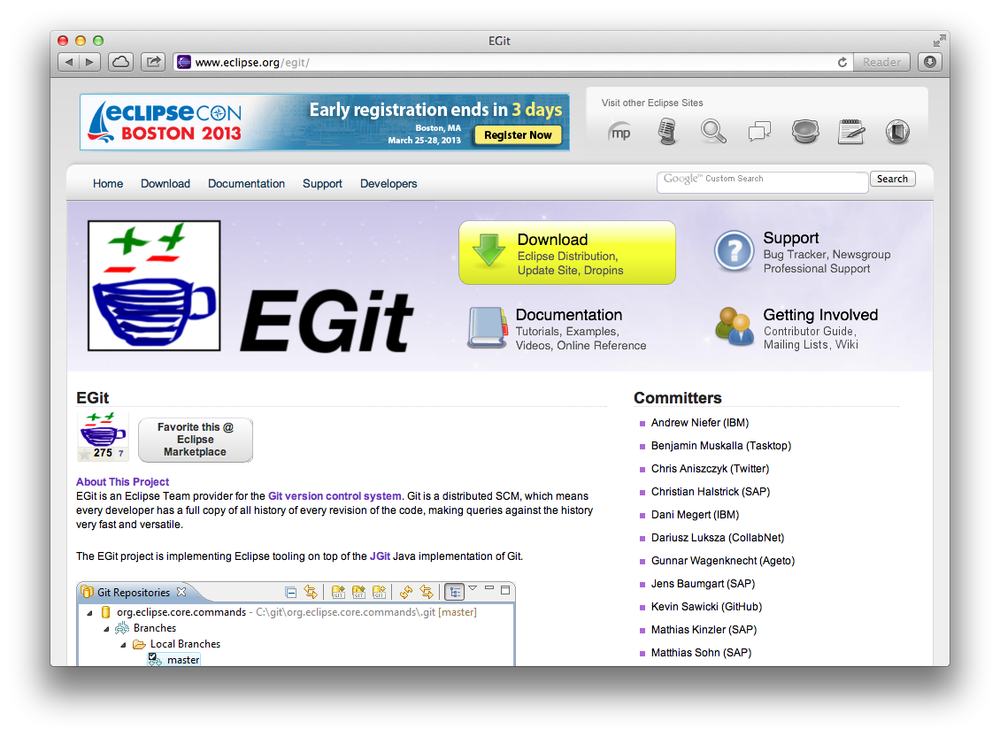 EGit
www.eclipse.org/egit/
Reader
eclipsecon
BOSTON 2013
Early registration ends in 3 days
Boston, MA
March 25-28, 2013
Register Now
Visit other Eclipse Sites
mp
Home Download Documentation Support Developers
Google™ Custom Search
Search
EGit
Download
Eclipse Distribution,
Update Site, Dropins
Support
Bug Tracker, Newsgroup
Professional Support
Documentation
Tutorials, Examples,
Videos, Online Reference
Getting Involved
Contributor Guide,
Mailing Lists, Wiki
EGit
275 7
Favorite this @
Eclipse
Marketplace
About This Project
EGit is an Eclipse Team provider for the Git version control system. Git is a distributed SCM, which means
every developer has a full copy of all history of every revision of the code, making queries against the history
very fast and versatile.
The EGit project is implementing Eclipse tooling on top of the JGit Java implementation of Git.
Git Repositories
GIT GIT GIT
org.eclipse.core.commands - C:\git\org.eclipse.core.commands\.git [master]
Branches
Local Branches
master
Committers
Andrew Niefer (IBM)
Benjamin Muskalla (Tasktop)
Chris Aniszczyk (Twitter)
Christian Halstrick (SAP)
Dani Megert (IBM)
Dariusz Luksza (CollabNet)
Gunnar Wagenknecht (Ageto)
Jens Baumgart (SAP)
Kevin Sawicki (GitHub)
Mathias Kinzler (SAP)
Matthias Sohn (SAP)